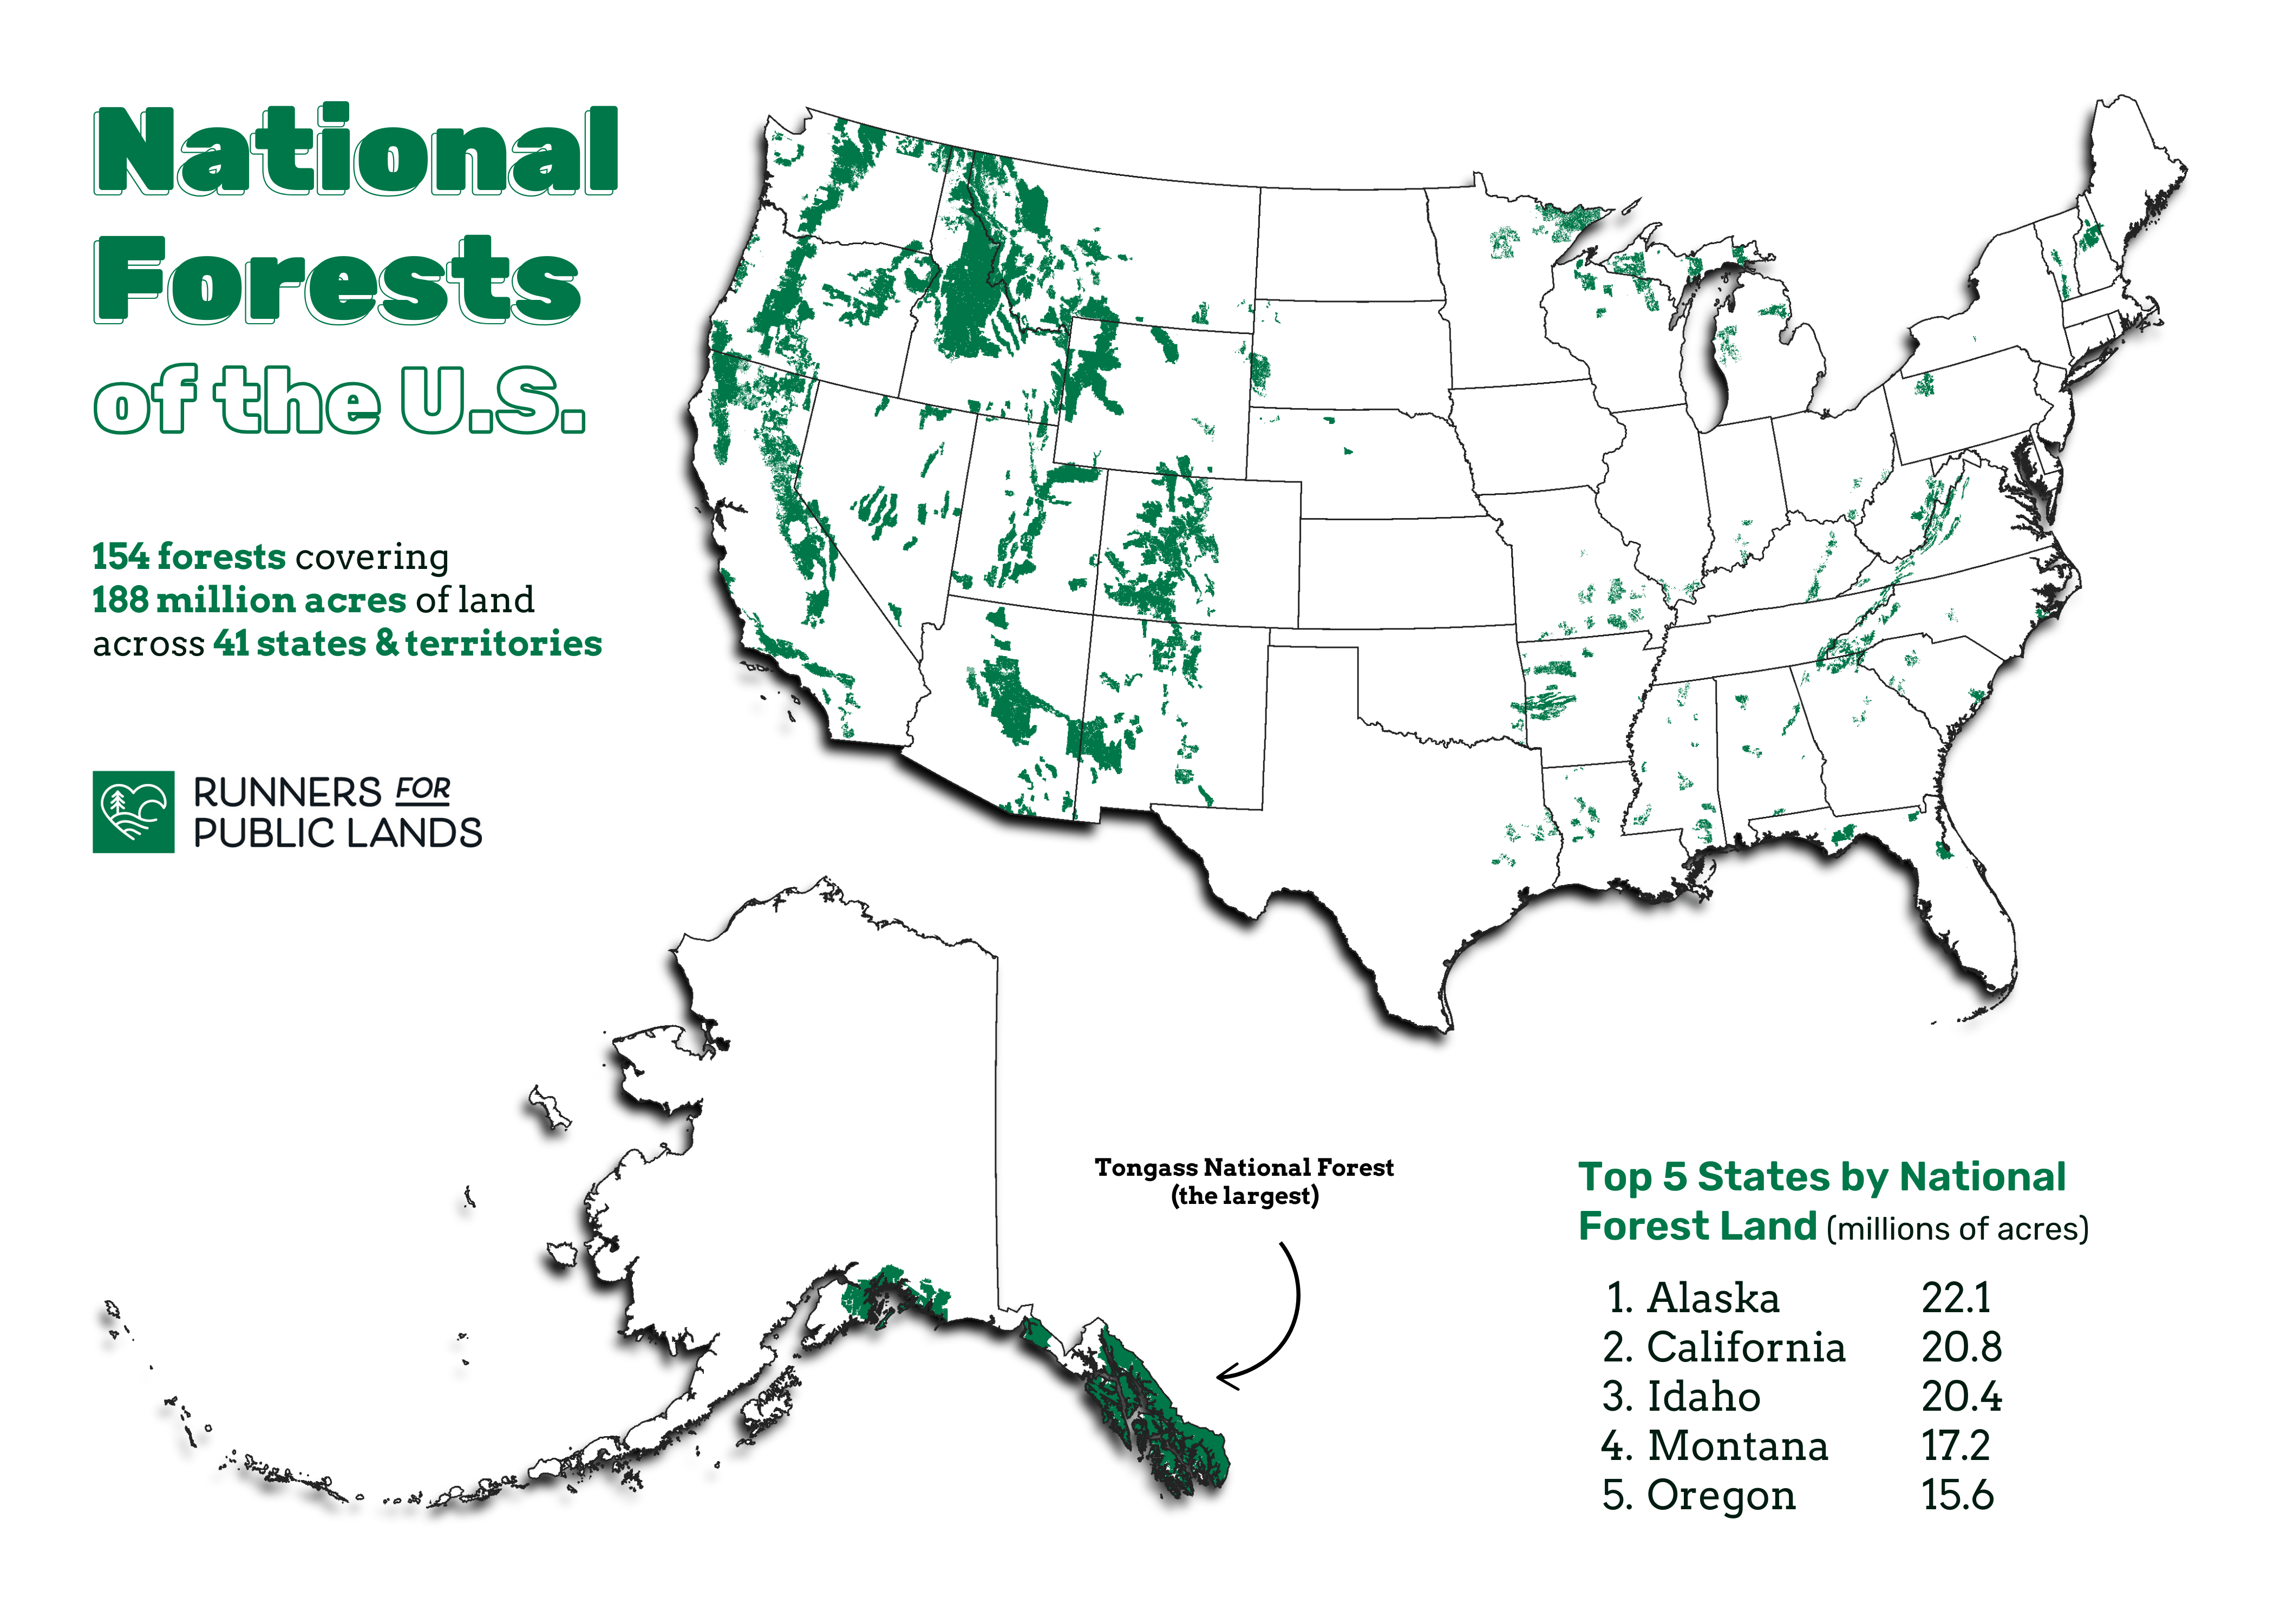 National
Forests
of the U.S.
154 forests covering
188 million acres of land
across 41 states & territories
RUNNERS FOR
PUBLIC LANDS
Tongass National Forest
(the largest)
Top 5 States by National
Forest Land (millions of acres)
1. Alaska 22.1
2. California 20.8
3. Idaho 20.4
4. Montana 17.2
5. Oregon 15.6